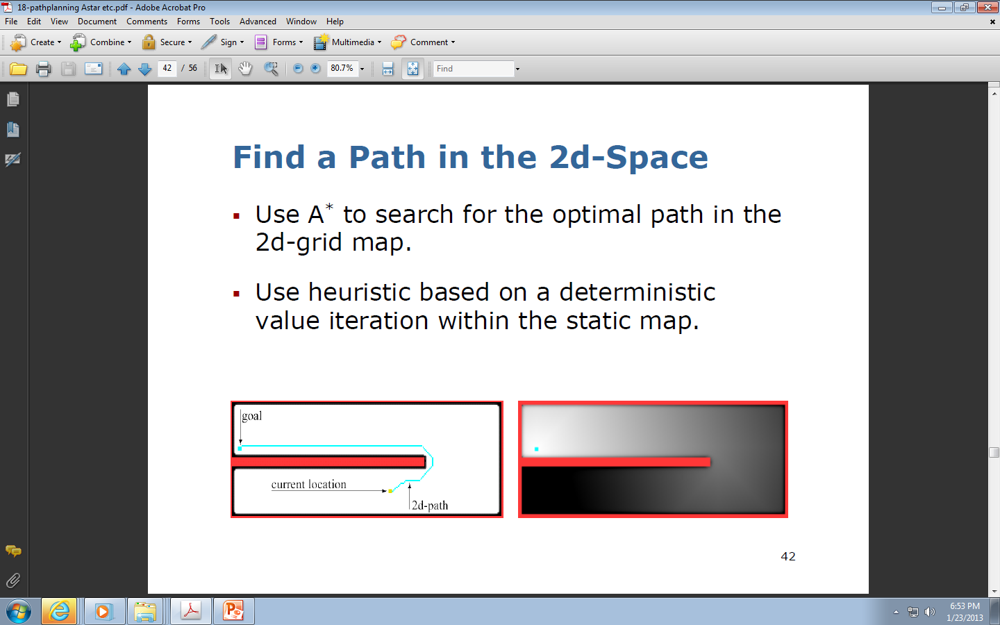 18-pathplanning Astar etc.pdf - Adobe Acrobat Pro
File Edit View Document Comments Forms Tools Advanced Window Help
Create Combine Secure Sign Forms Multimedia Comment
42 / 56 80.7% Find
Find a Path in the 2d-Space
Use A* to search for the optimal path in the
2d-grid map.
Use heuristic based on a deterministic
value iteration within the static map.
goal
current location
2d-path
42
6:53 PM
1/23/2013